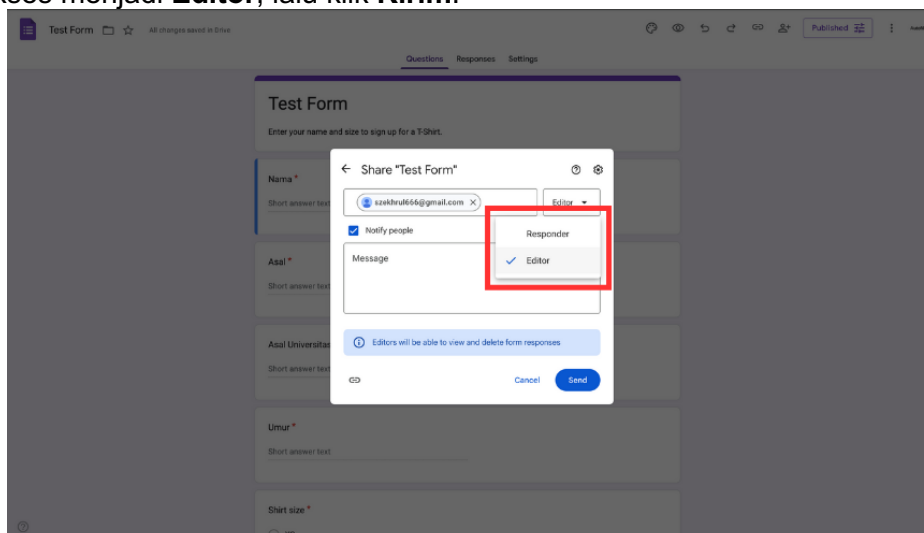 menjadi Editor, lalu klik Kirim.
Test Form All changes saved in Drive Published
Questions Responses Settings
Test Form
Enter your name and size to sign up for a T-Shirt.
Share "Test Form"
Nama *
Short answer text
szekhrul666@gmail.com Editor
Notify people
Responder
Message
Editor
Asal *
Short answer text
Asal Universitas
Editors will be able to view and delete form responses
Short answer text
Cancel Send
Umur *
Short answer text
Shirt size *